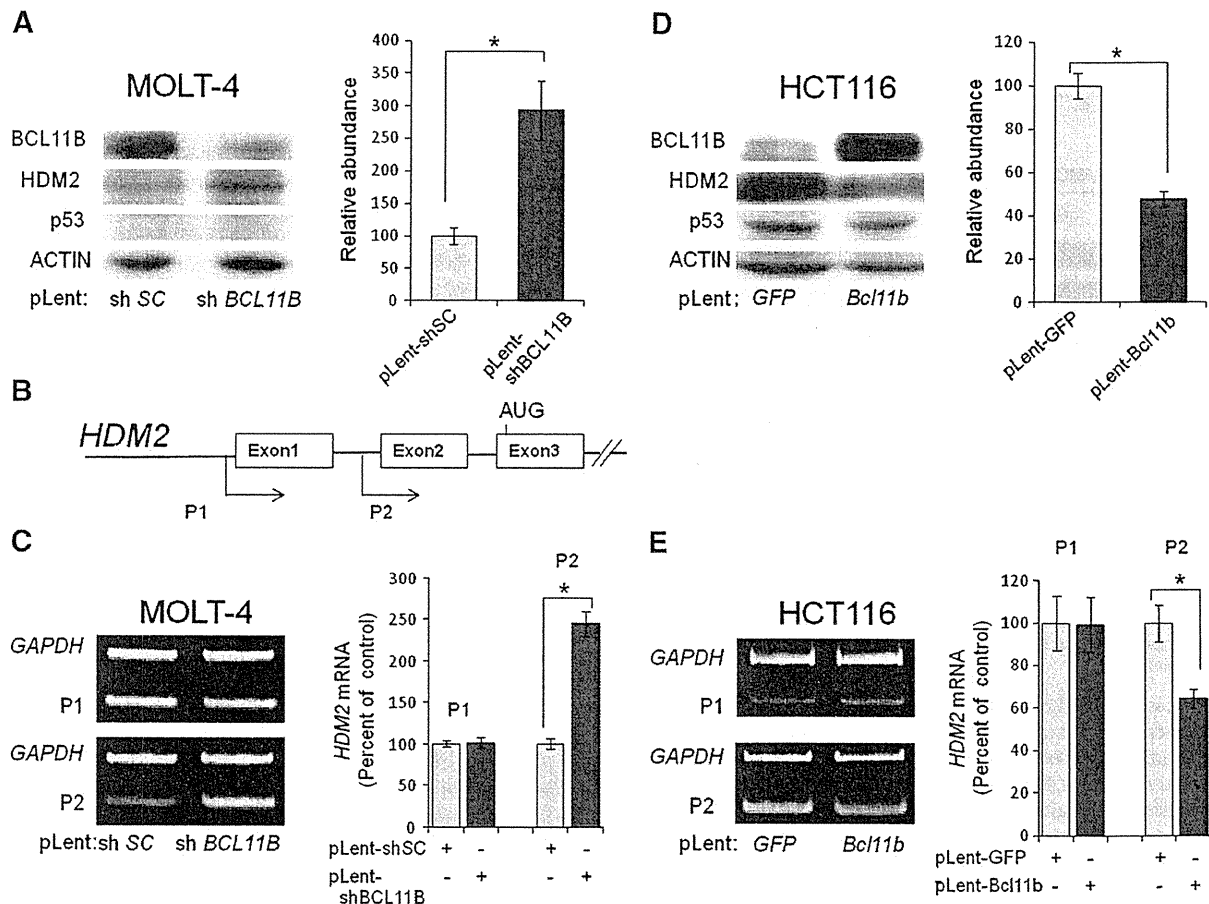 A
MOLT-4
BCL11B
HDM2
p53
ACTIN
pLent: sh SC sh BCL11B
Relative abundance
400
350
300
250
200
150
100
50
0
*
pLent-shSC
pLent-
shBCL11B
D
HCT116
BCL11B
HDM2
p53
ACTIN
pLent: GFP Bcl11b
Relative abundance
120
100
80
60
40
20
0
*
pLent-GFP
pLent-Bcl11b
B
HDM2
AUG
Exon1 Exon2 Exon3
P1 P2
C
MOLT-4
GAPDH
P1
GAPDH
P2
pLent:sh SC sh BCL11B
HDM2 mRNA
(Percent of control)
300
250
200
150
100
50
0
P1
P2
*
pLent-shSC + - + -
pLent-
shBCL11B - + - +
E
HCT116
GAPDH
P1
GAPDH
P2
pLent: GFP Bcl11b
HDM2 mRNA
(Percent of control)
120
100
80
60
40
20
0
P1 P2
*
pLent-GFP + - + -
pLent-Bcl11b - + - +